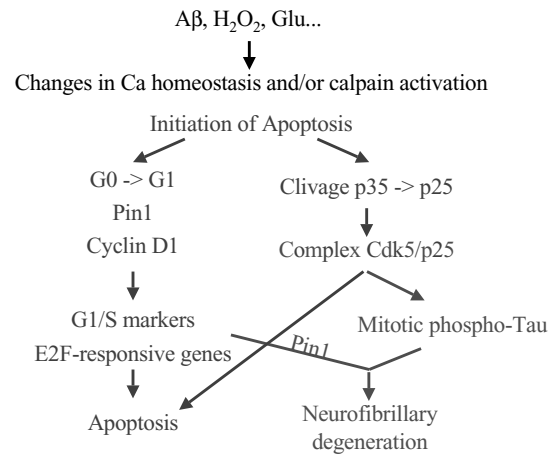 Aβ, H2O2, Glu...
Changes in Ca homeostasis and/or calpain activation
Initiation of Apoptosis
G0 -> G1
Pin1
Cyclin D1
Clivage p35 -> p25
Complex Cdk5/p25
G1/S markers
E2F-responsive genes
Pin1
Mitotic phospho-Tau
Apoptosis
Neurofibrillary
degeneration